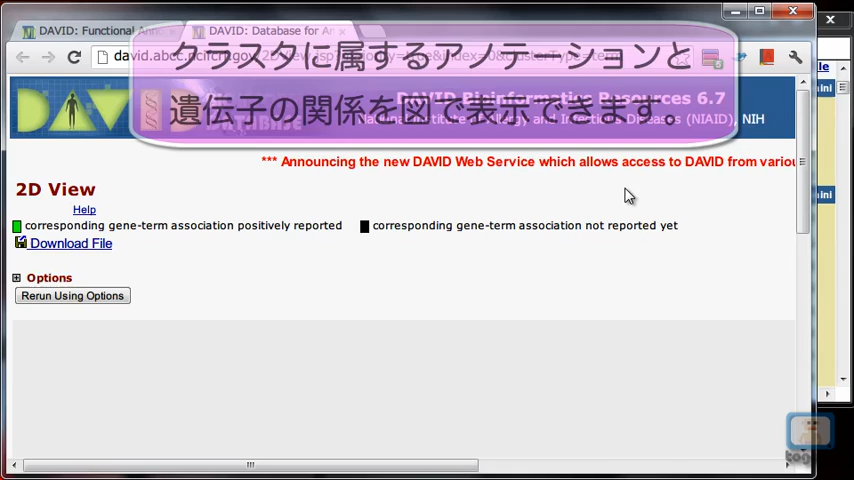 DAVID: Functional Ann
DAVID: Database for An
クラスタに属するアノテーションと
遺伝子の関係を図で表示できます。
david.abcc.ncifcrf.gov
DAVID Bioinformatics Resources 6.7
National Institute of Allergy and Infectious Diseases (NIAID), NIH
DATABASE
*** Announcing the new DAVID Web Service which allows access to DAVID from variou
2D View
Help
corresponding gene-term association positively reported
corresponding gene-term association not reported yet
Download File
Options
Rerun Using Options
tog